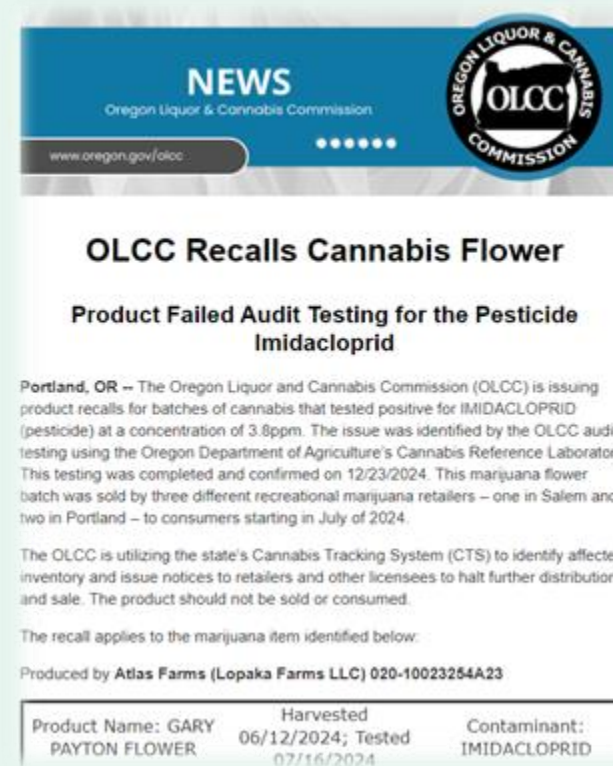 NEWS
Oregon Liquor & Cannabis Commission
www.oregon.gov/olcc
OREGON LIQUOR & CANNABIS
OLCC
COMMISSION
OLCC Recalls Cannabis Flower
Product Failed Audit Testing for the Pesticide
Imidacloprid
Portland, OR – The Oregon Liquor and Cannabis Commission (OLCC) is issuing
product recalls for batches of cannabis that tested positive for IMIDACLOPRID
(pesticide) at a concentration of 3.8ppm. The issue was identified by the OLCC audi
testing using the Oregon Department of Agriculture's Cannabis Reference Laborator
This testing was completed and confirmed on 12/23/2024. This marijuana flower
batch was sold by three different recreational marijuana retailers – one in Salem and
two in Portland – to consumers starting in July of 2024.
The OLCC is utilizing the state's Cannabis Tracking System (CTS) to identify affecte
inventory and issue notices to retailers and other licensees to halt further distribution
and sale. The product should not be sold or consumed.
The recall applies to the marijuana item identified below:
Produced by Atlas Farms (Lopaka Farms LLC) 020-10023254A23
Product Name: GARY
PAYTON FLOWER
Harvested
06/12/2024; Tested
07/16/2024
Contaminant:
IMIDACLOPRID